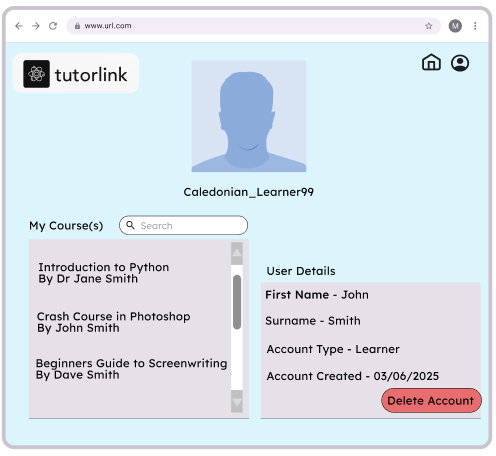 www.url.com
M
tutorlink
Caledonian_Learner99
My Course(s)
Search
Introduction to Python
By Dr Jane Smith
Crash Course in Photoshop
By John Smith
Beginners Guide to Screenwriting
By Dave Smith
User Details
First Name - John
Surname - Smith
Account Type - Learner
Account Created - 03/06/2025
Delete Account